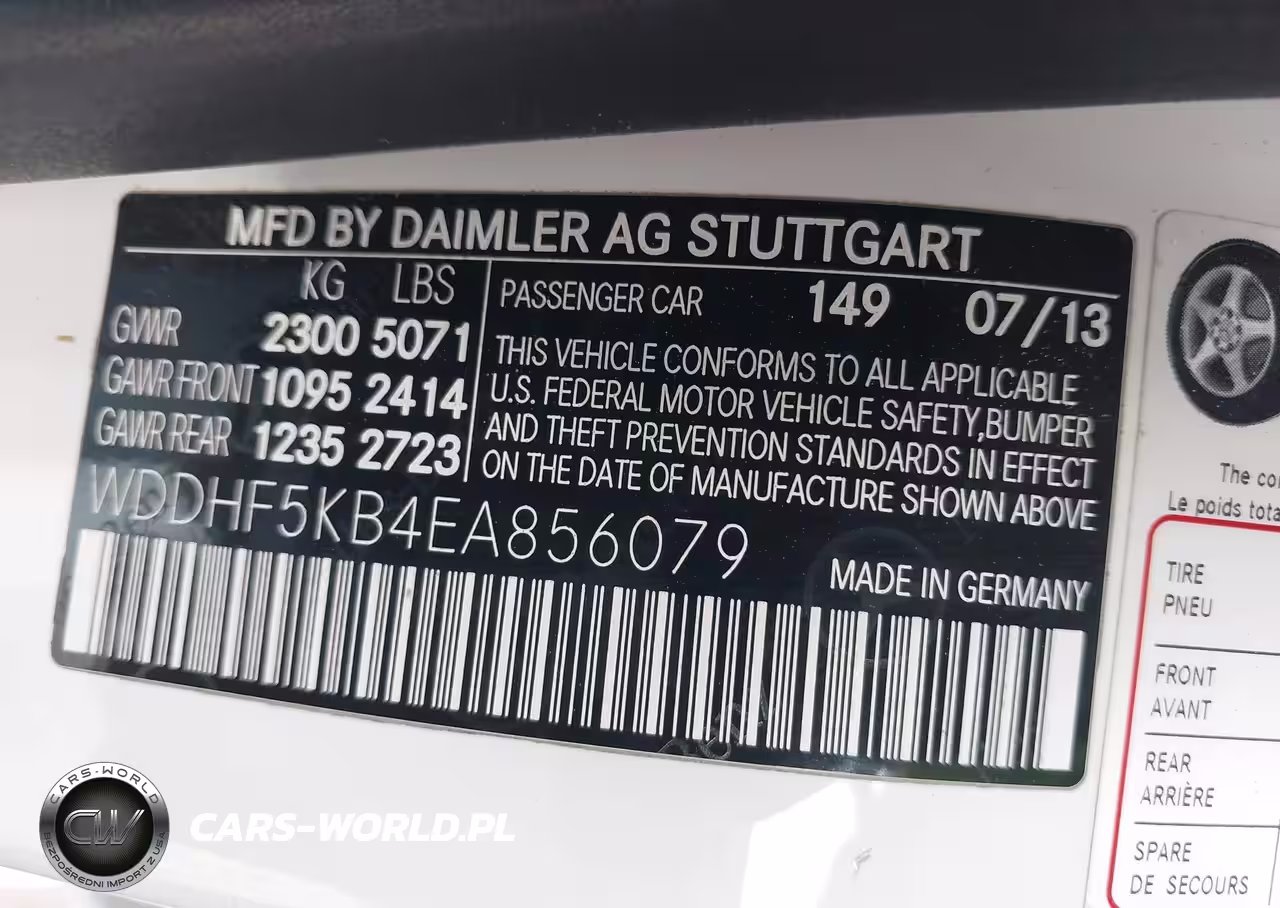 MFD BY DAIMLER AG STUTTGART
KG LBS
GVWR 2300 5071
GAWR FRONT 1095 2414
GAWR REAR 1235 2723
PASSENGER CAR 149 07/13
THIS VEHICLE CONFORMS TO ALL APPLICABLE
U.S. FEDERAL MOTOR VEHICLE SAFETY,BUMPER
AND THEFT PREVENTION STANDARDS IN EFFECT
ON THE DATE OF MANUFACTURE SHOWN ABOVE
WDDHF5KB4EA856079
MADE IN GERMANY
The
Le poids
TIRE
PNEU
FRONT
AVANT
REAR
ARRIÈRE
SPARE
DE SECOURS
CARS-WORLD
CW
BEZPOŚREDNI IMPORT Z USA
CARS-WORLD.PL